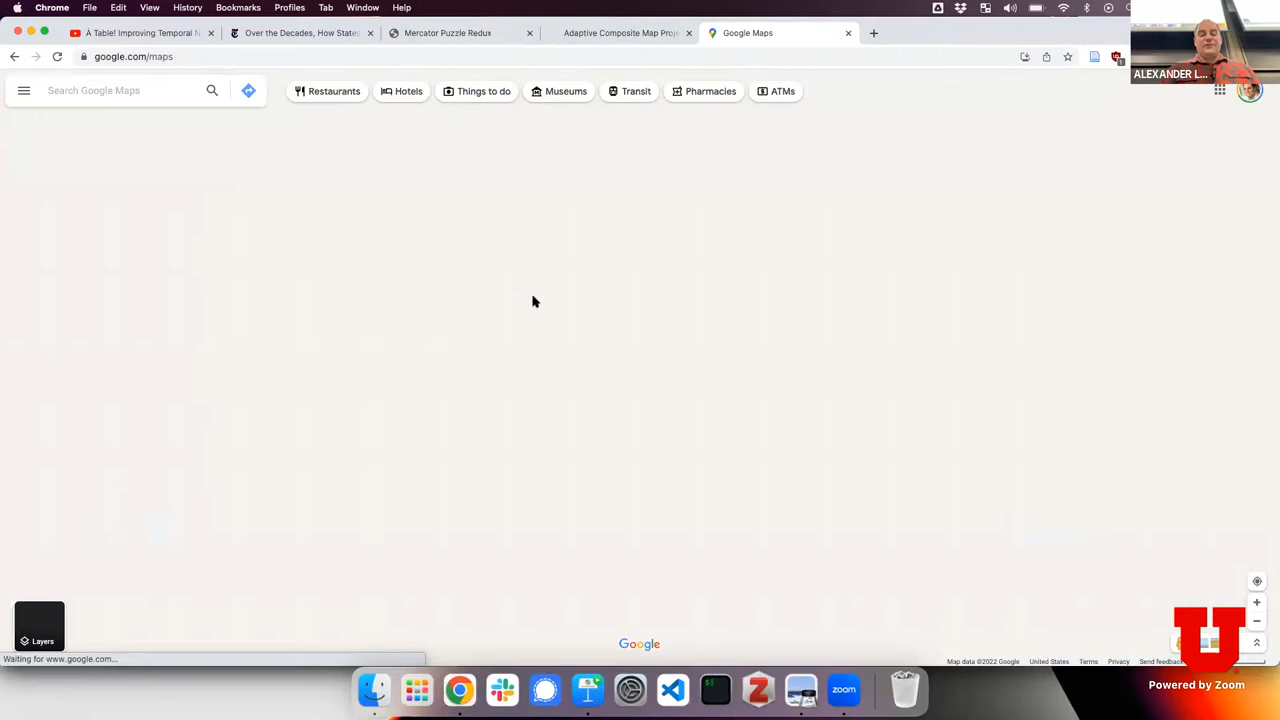 Chrome File Edit View History Bookmarks Profiles Tab Window Help
À Table! Improving Temporal N
Over the Decades, How States
Mercator Puzzle Redux
Adaptive Composite Map Proje
Google Maps
google.com/maps
ALEXANDER L...
Search Google Maps
Restaurants
Hotels
Things to do
Museums
Transit
Pharmacies
ATMs
Layers
Google
Waiting for www.google.com...
Map data ©2022 Google United States Terms Privacy Send feedback
U
Powered by Zoom
zoom